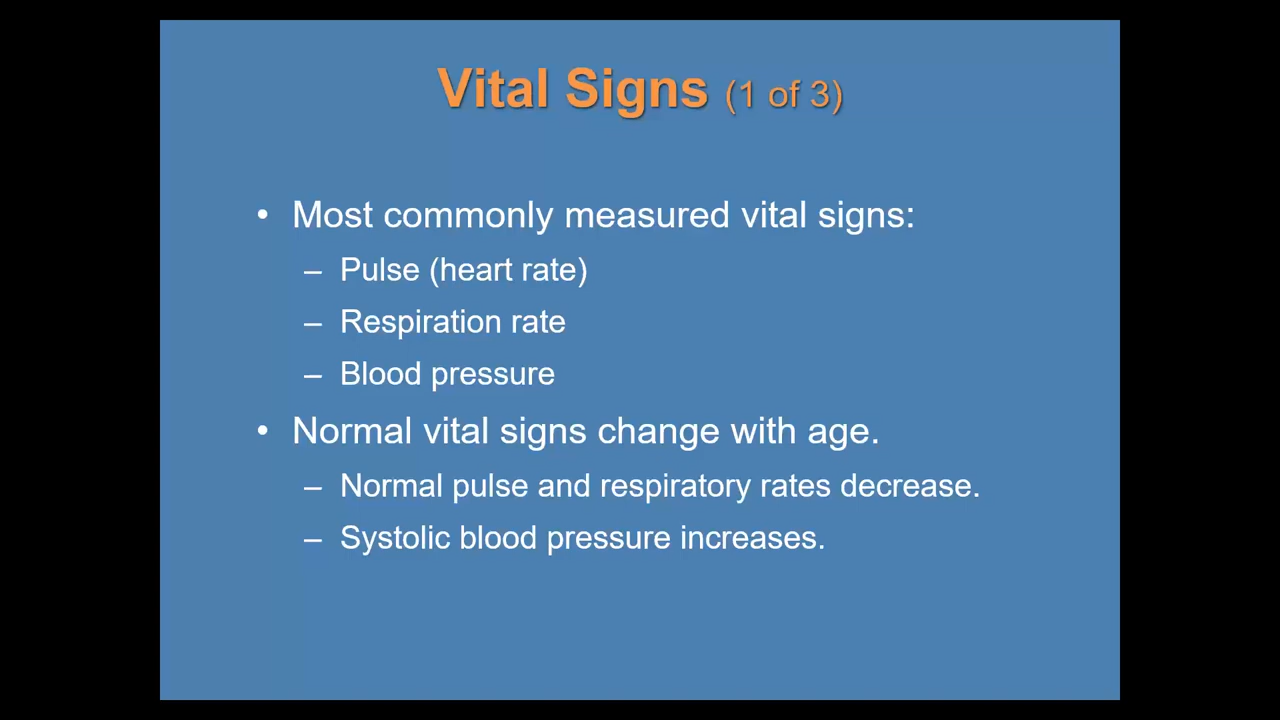 Vital Signs (1 of 3)
• Most commonly measured vital signs:
– Pulse (heart rate)
– Respiration rate
– Blood pressure
• Normal vital signs change with age.
– Normal pulse and respiratory rates decrease.
– Systolic blood pressure increases.